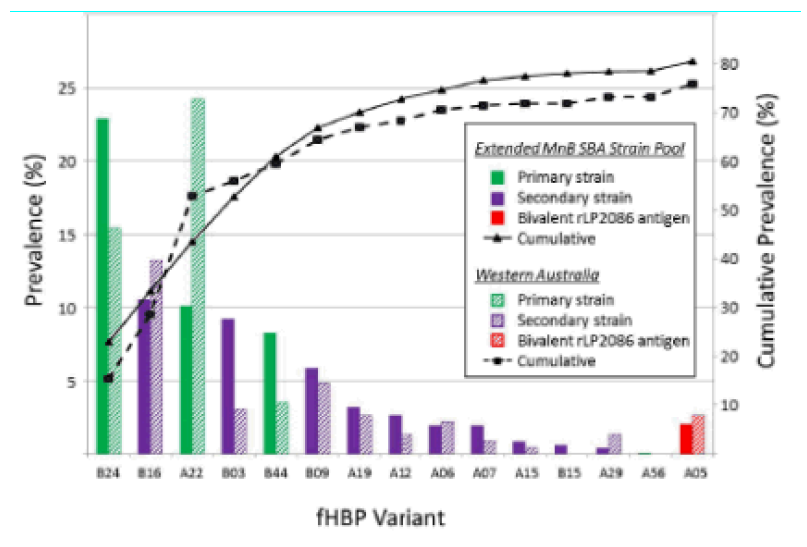 25
20
15
10
5
Prevalence (%)
80
70
60
50
40
30
20
10
Cumulative Prevalence (%)
Extended MnB SBA Strain Pool
Primary strain
Secondary strain
Bivalent rLP2086 antigen
Cumulative
Western Australia
Primary strain
Secondary strain
Bivalent rLP2086 antigen
Cumulative
B24 B16 A22 B03 B44 B09 A19 A12 A06 A07 A15 B15 A29 A56 A05
fHBP Variant